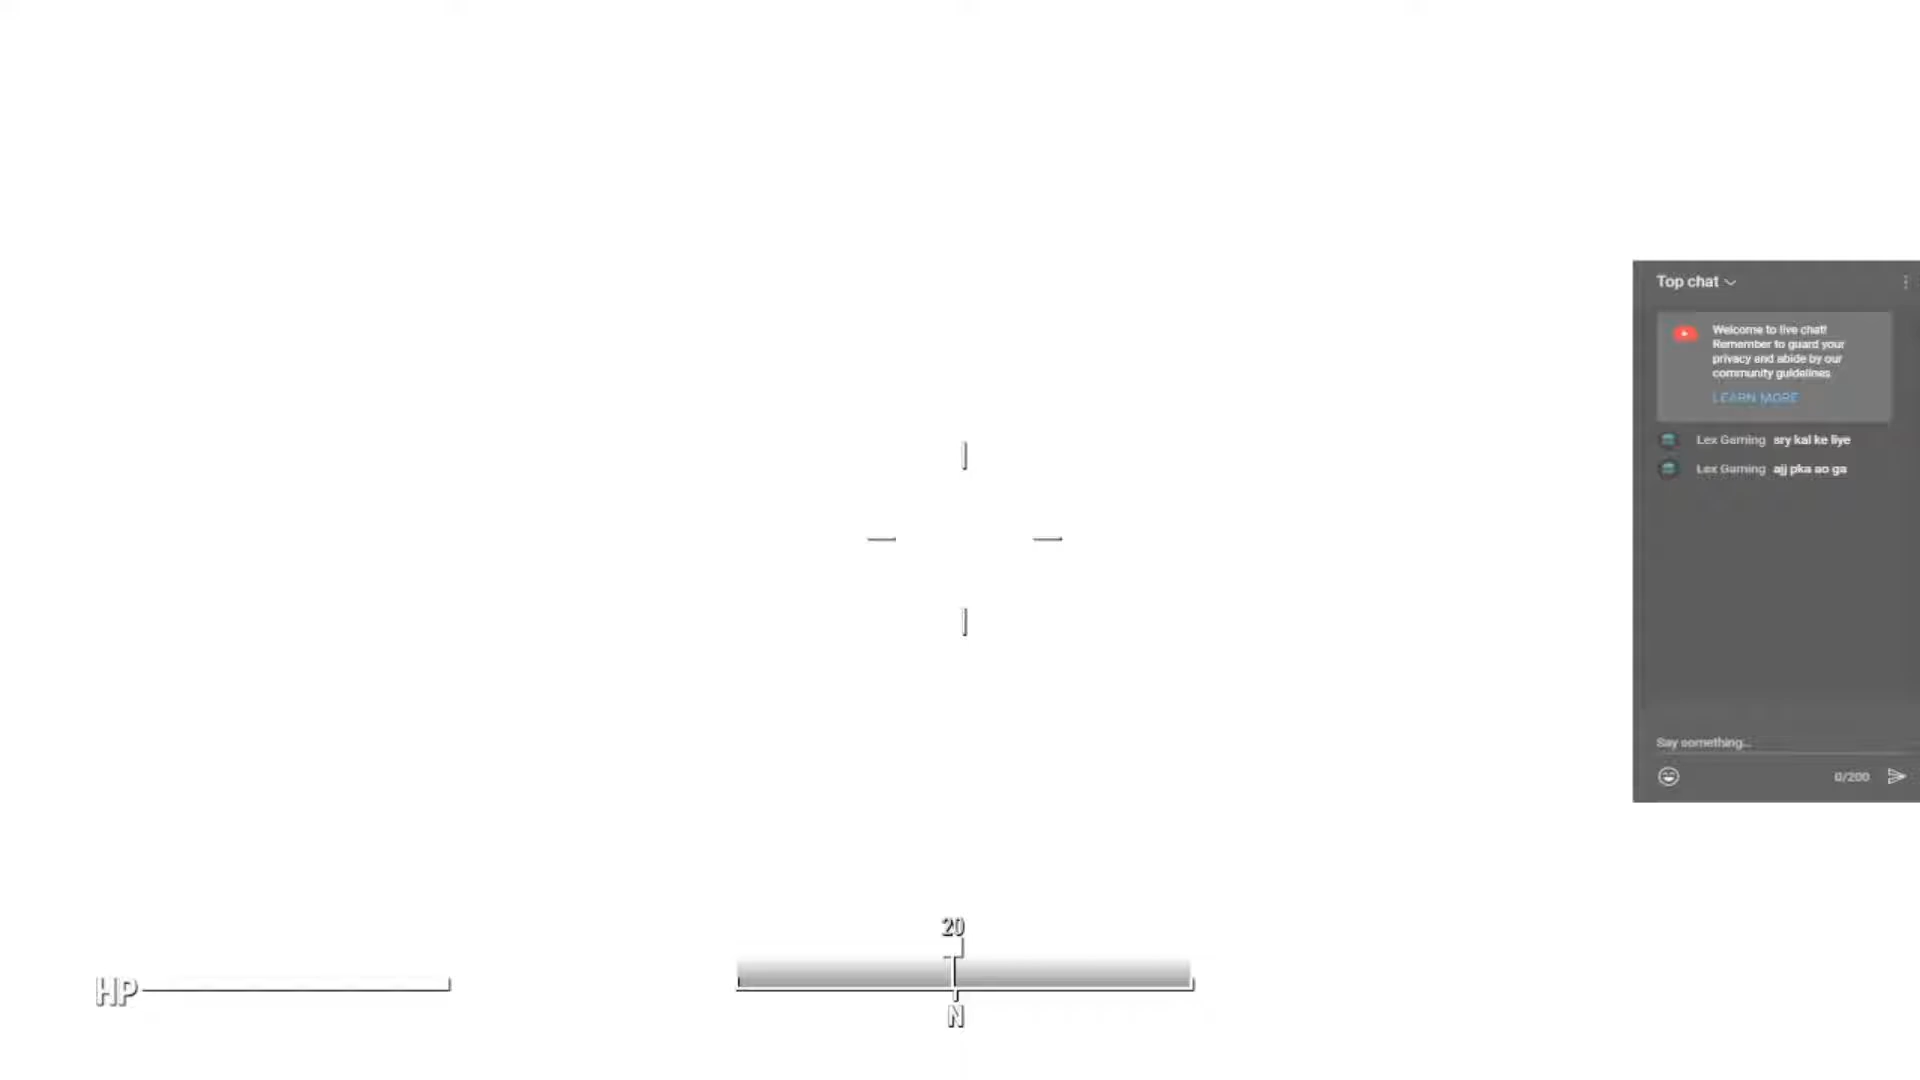 Top chat
Welcome to live chat!
Remember to guard your
privacy and abide by our
community guidelines
LEARN MORE
Lex Gaming sry kal ke liye
Lex Gaming ajj pka ao ga
Say something...
0/200
20
HP
N